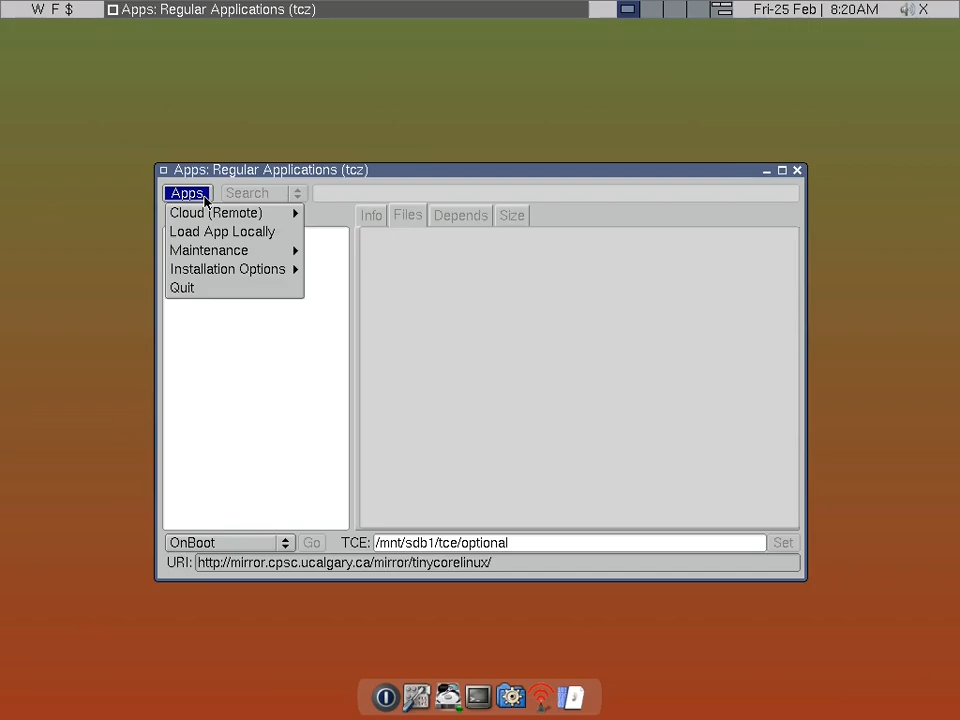 W F $
Apps: Regular Applications (tcz)
Fri-25 Feb | 8:20AM
X
Apps: Regular Applications (tcz)
Apps
Search
Cloud (Remote)
Load App Locally
Maintenance
Installation Options
Quit
Info
Files
Depends
Size
OnBoot
Go
TCE:
/mnt/sdb1/tce/optional
Set
URI:
http://mirror.cpsc.ucalgary.ca/mirror/tinycorelinux/